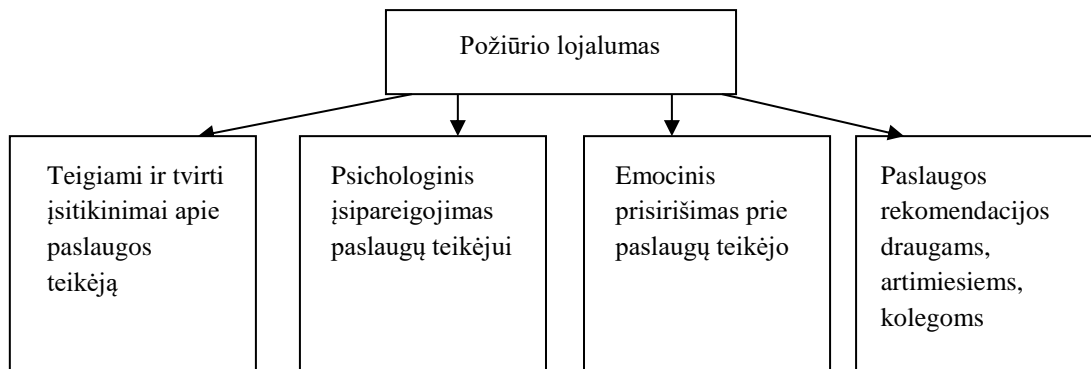 Požiūrio lojalumas
Teigiami ir tvirti
įsitikinimai apie
paslaugos
teikėją
Psichologinis
įsipareigojimas
paslaugų teikėjui
Emocinis
prisirišimas prie
paslaugų teikėjo
Paslaugos
rekomendacijos
draugams,
artimiesiems,
kolegoms